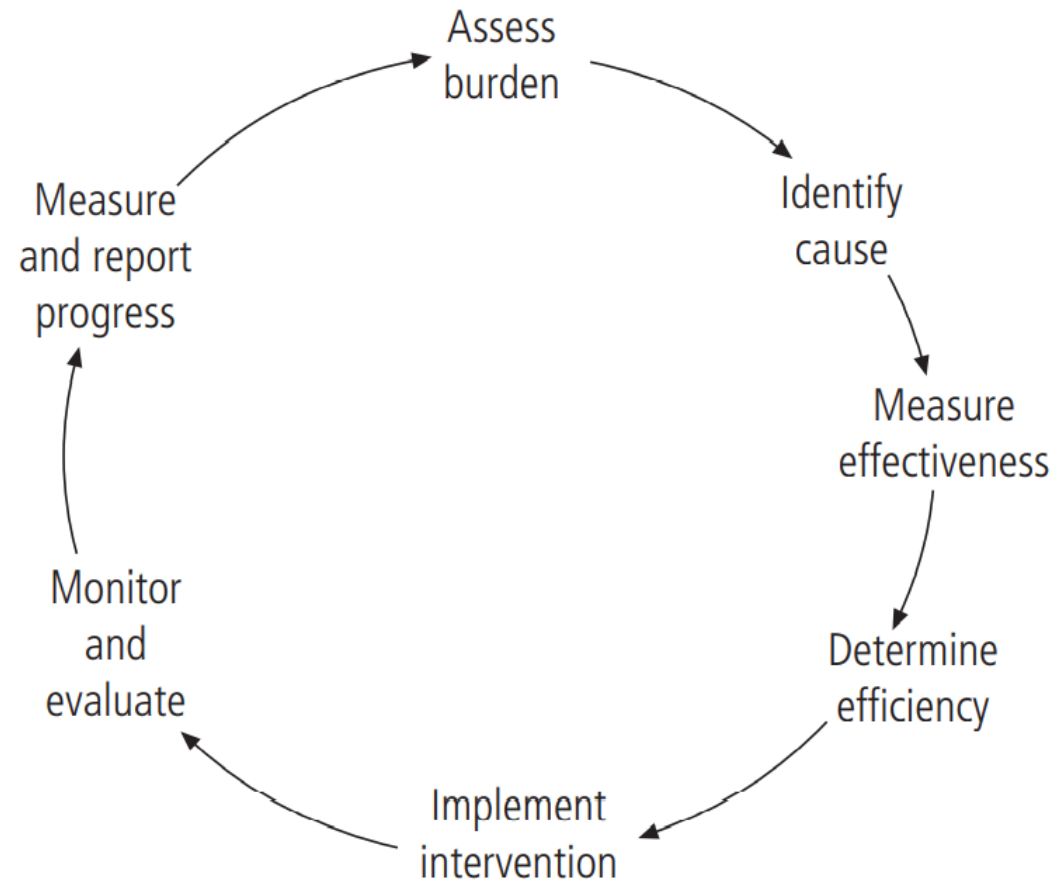 Assess
burden
Identify
cause
Measure
effectiveness
Determine
efficiency
Implement
intervention
Monitor
and
evaluate
Measure
and report
progress